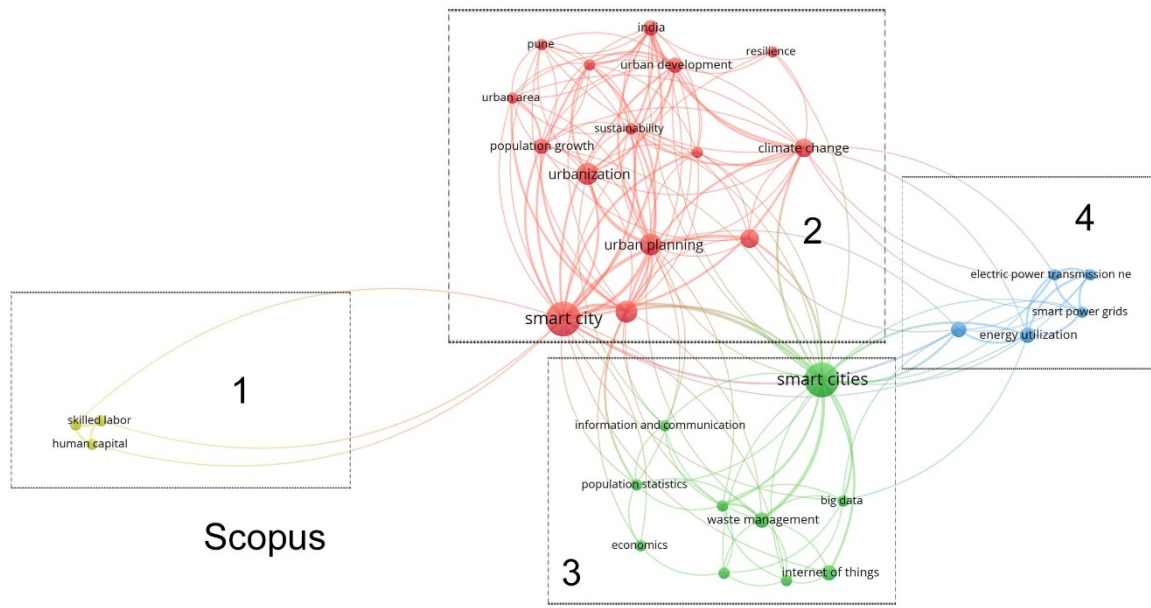 india
pune
resilience
urban development
urban area
sustainability
population growth
climate change
urbanization
2
4
urban planning
electric power transmission ne
smart power grids
smart city
energy utilization
1
smart cities
skilled labor
information and communication
human capital
population statistics
big data
waste management
Scopus
economics
3
internet of things